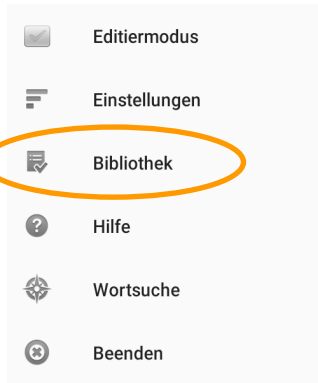 Editiermodus
Einstellungen
Bibliothek
Hilfe
Wortsuche
Beenden